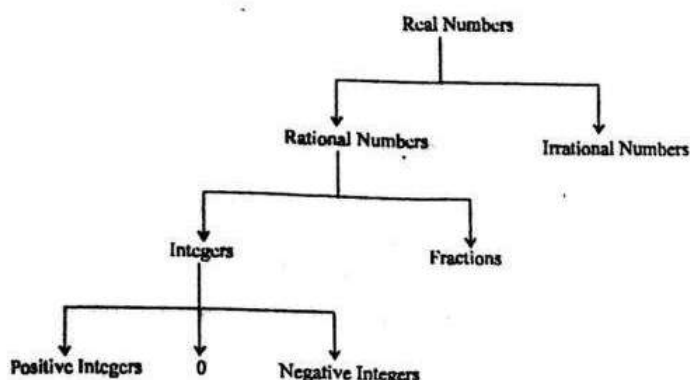 Real Numbers
Rational Numbers
Irrational Numbers
Integers
Fractions
Positive Integers
0
Negative Integers